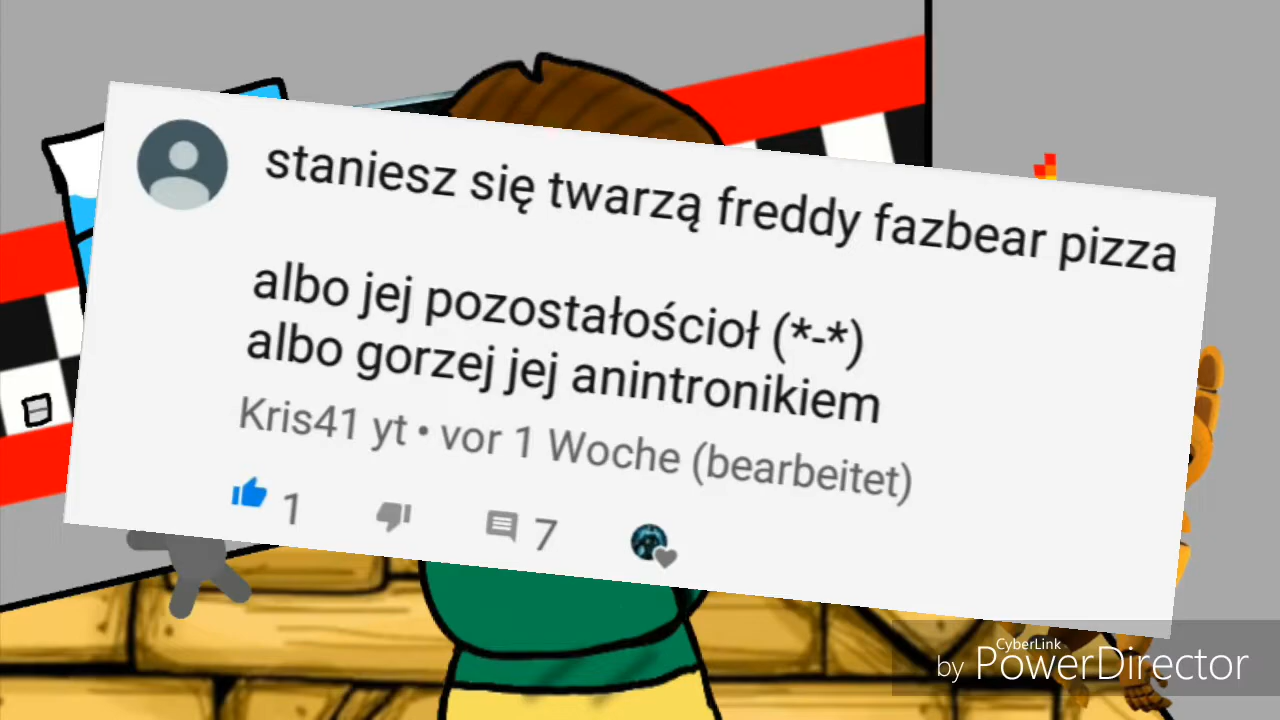 staniesz się twarzą freddy fazbear pizza
albo jej pozostałościoł (*-*)
albo gorzej jej anintronikiem
Kris41 yt • vor 1 Woche (bearbeitet)
1 7
CyberLink
by PowerDirector